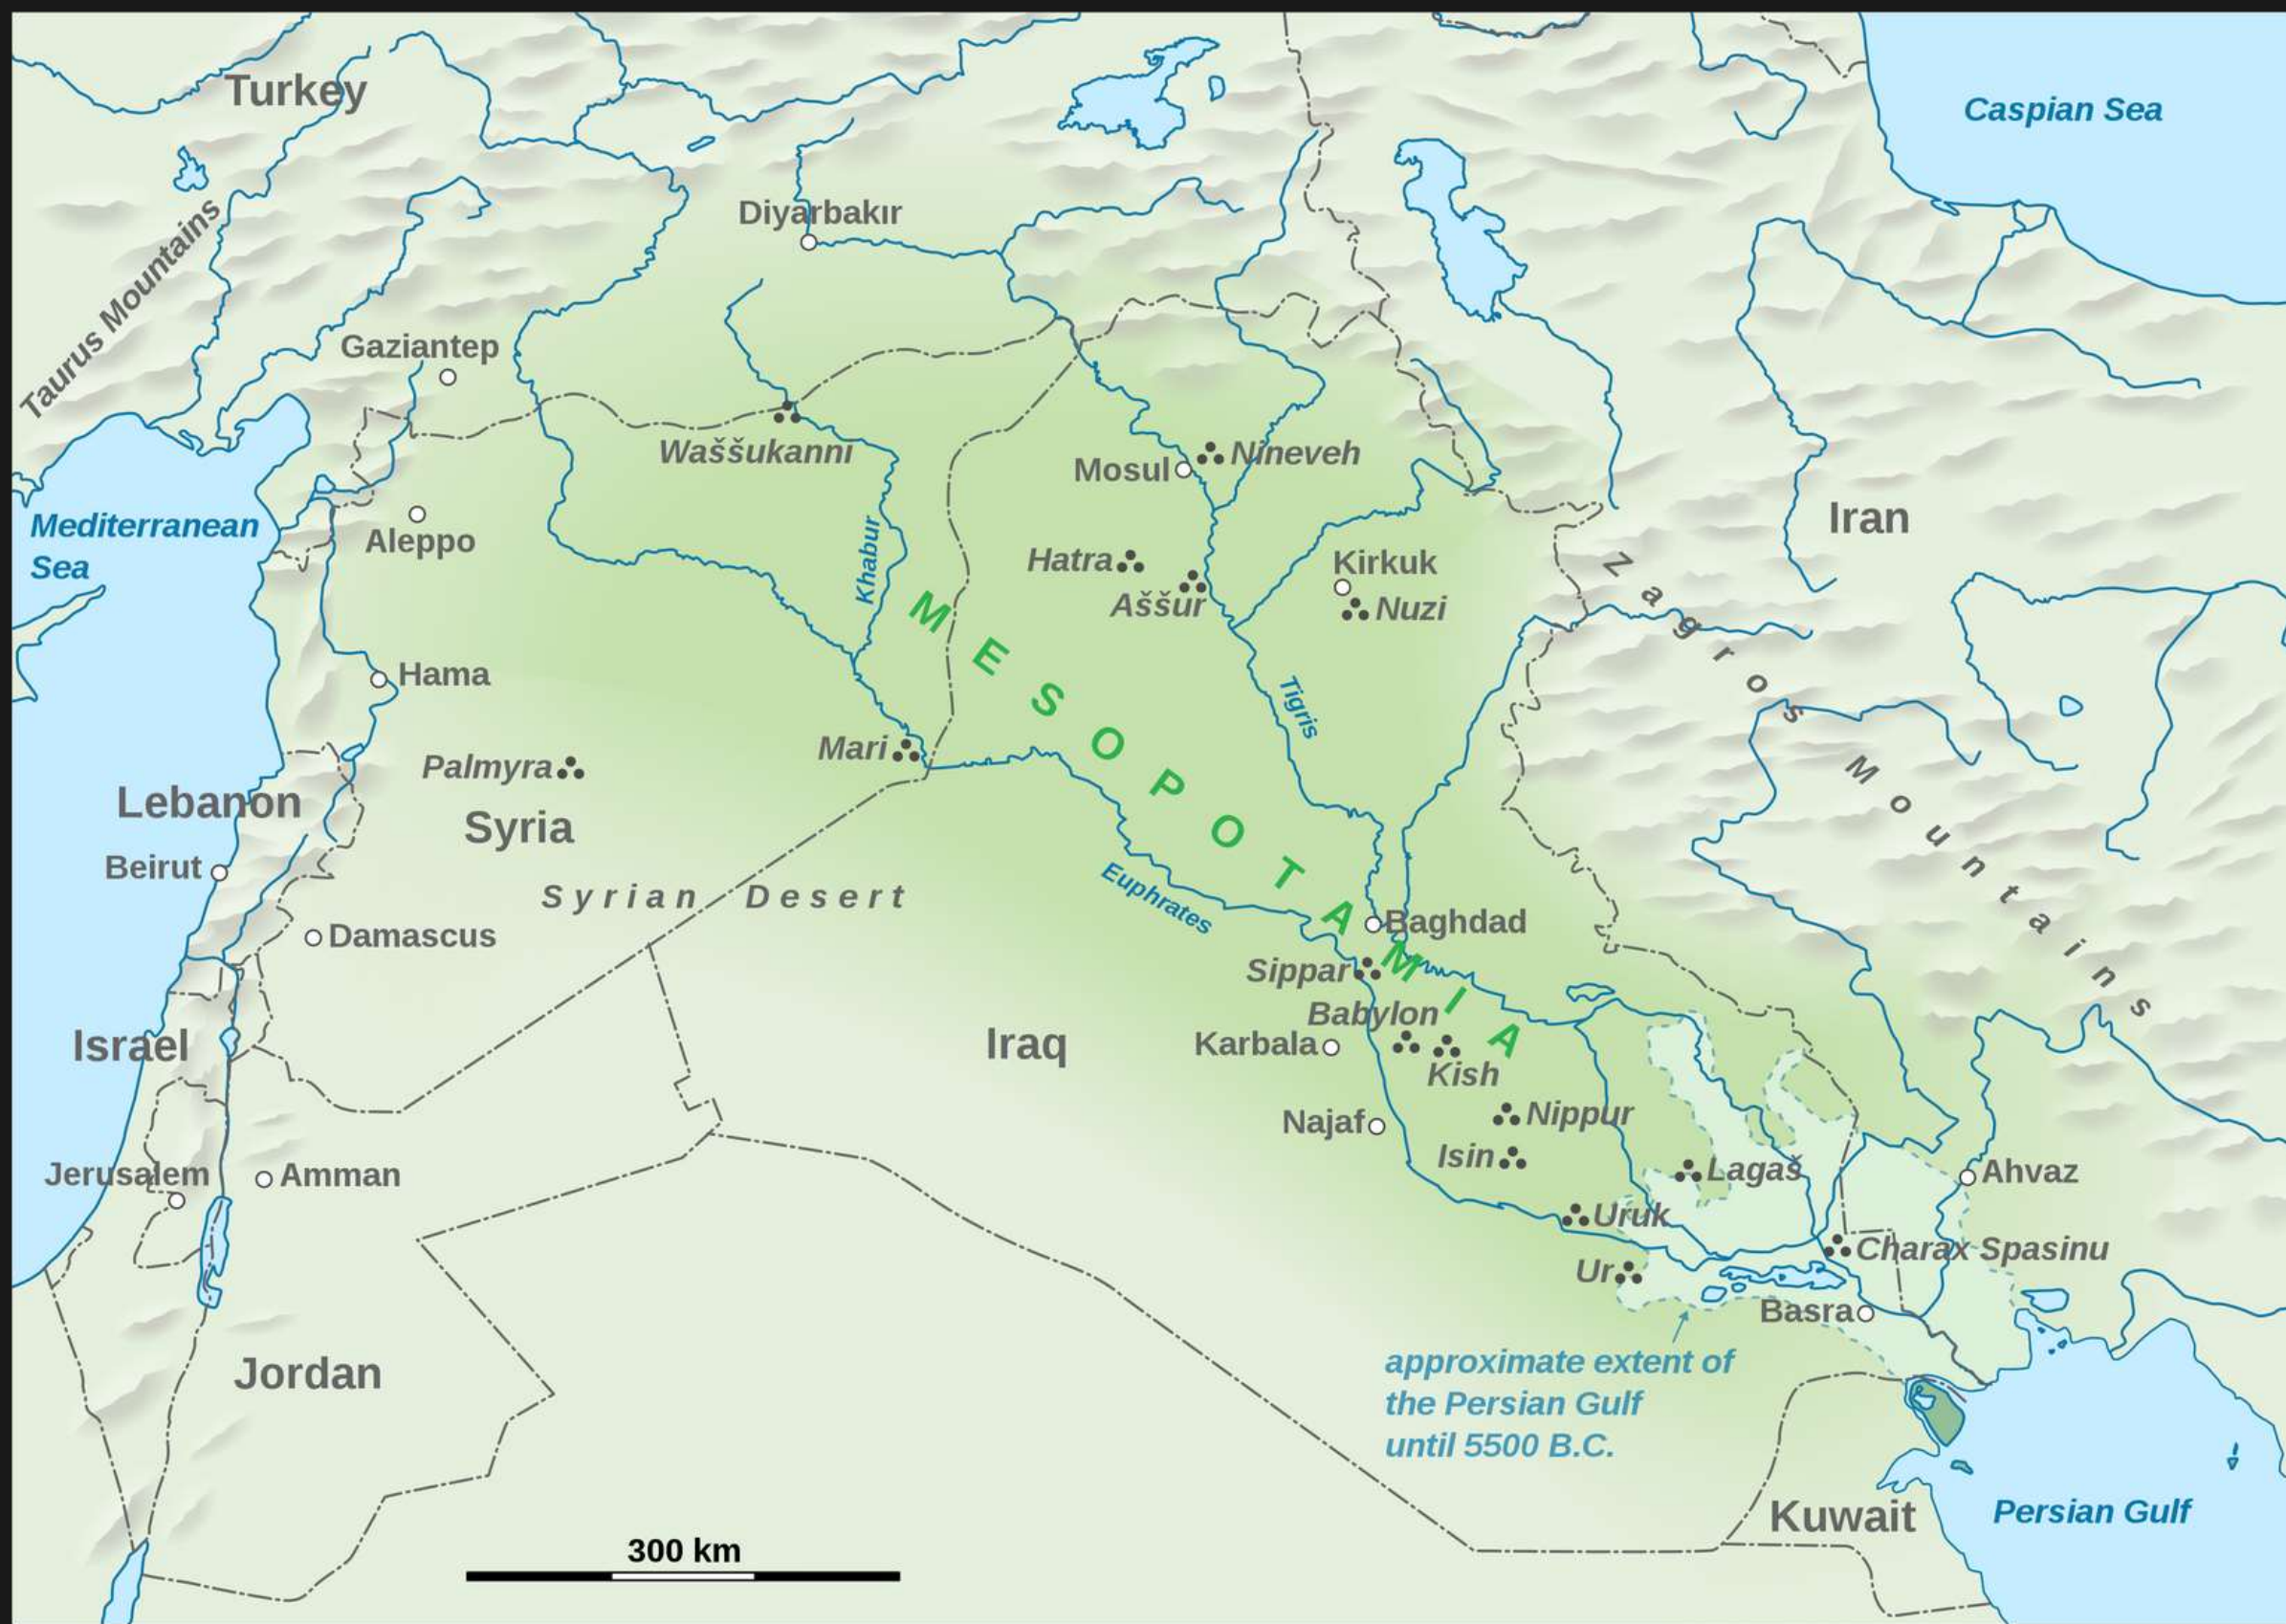 Turkey
Caspian Sea
Diyarbakır
Taurus Mountains
Gaziantep
Waššukanni
Mosul
Nineveh
Mediterranean
Sea
Aleppo
Khabur
Hatra
Aššur
Kirkuk
Nuzi
Iran
Zagros Mountains
MESOPOTAMIA
Hama
Tigris
Mari
Palmyra
Lebanon
Syria
Beirut
Syrian Desert
Euphrates
Damascus
Baghdad
Sippar
Babylon
Israel
Iraq
Karbala
Kish
Najaf
Nippur
Isin
Lagaš
Ahvaz
Jerusalem
Amman
Uruk
Charax Spasinu
Ur
Basra
approximate extent of
the Persian Gulf
until 5500 B.C.
Jordan
Kuwait
Persian Gulf
300 km